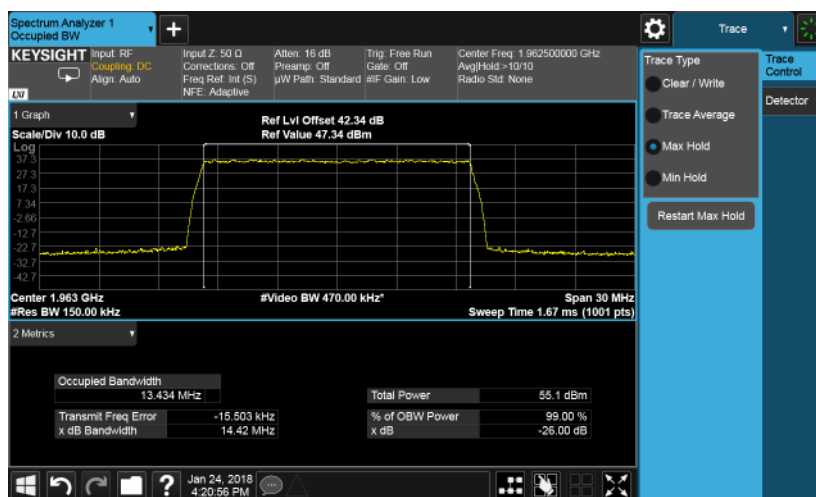 Spectrum Analyzer 1
Occupied BW
+
Trace
KEYSIGHT
Input: RF
Coupling: DC
Align: Auto
Input Z: 50 Ω
Corrections: Off
Freq Ref: Int (S)
NFE: Adaptive
Atten: 16 dB
Preamp: Off
µW Path: Standard
Trig: Free Run
Gate: Off
#IF Gain: Low
Center Freq: 1.962500000 GHz
Avg|Hold:>10/10
Radio Std: None
LXI
Trace Type
Clear / Write
Trace Average
Max Hold
Min Hold
Restart Max Hold
Trace
Control
Detector
1 Graph
Scale/Div 10.0 dB
Ref Lvl Offset 42.34 dB
Ref Value 47.34 dBm
Log
37.3
27.3
17.3
7.34
-2.66
-12.7
-22.7
-32.7
-42.7
Center 1.963 GHz
#Video BW 470.00 kHz*
Span 30 MHz
#Res BW 150.00 kHz
Sweep Time 1.67 ms (1001 pts)
2 Metrics
Occupied Bandwidth
13.434 MHz
Total Power 55.1 dBm
Transmit Freq Error -15.503 kHz
% of OBW Power 99.00 %
x dB Bandwidth 14.42 MHz
x dB -26.00 dB
?
Jan 24, 2018
4:20:56 PM